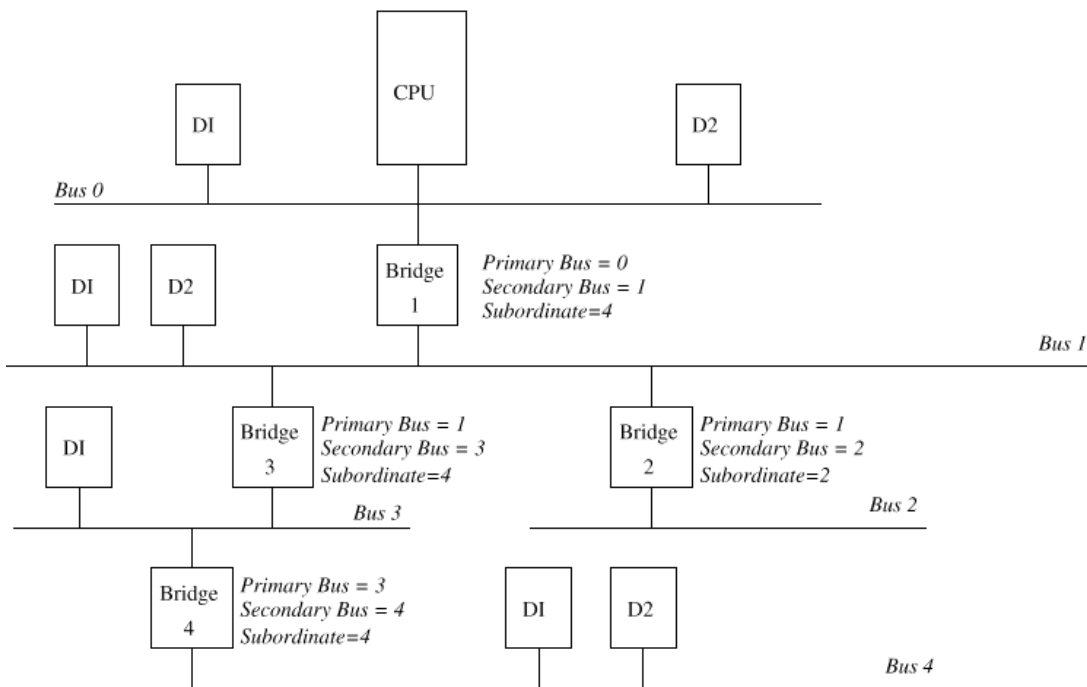 CPU
DI
D2
Bus 0
DI
D2
Bridge
1
Primary Bus = 0
Secondary Bus = 1
Subordinate=4
Bus 1
DI
Bridge
3
Primary Bus = 1
Secondary Bus = 3
Subordinate=4
Bridge
2
Primary Bus = 1
Secondary Bus = 2
Subordinate=2
Bus 3
Bus 2
Bridge
4
Primary Bus = 3
Secondary Bus = 4
Subordinate=4
DI
D2
Bus 4